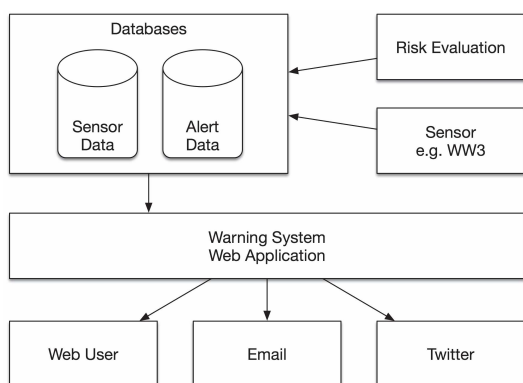 Databases
Sensor
Data
Alert
Data
Risk Evaluation
Sensor
e.g. WW3
Warning System
Web Application
Web User
Email
Twitter